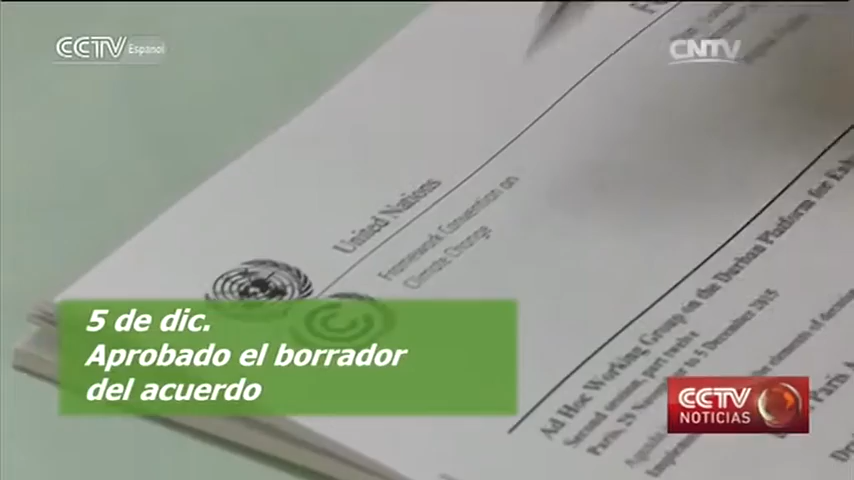 CCTV Español
CNTV
United Nations
Framework Convention on
Climate Change
Ad Hoc Working Group on the Durban Platform for
Second session, part twelve
Paris, 29 November to 5 December 2015
5 de dic.
Aprobado el borrador
del acuerdo
CCTV
NOTICIAS